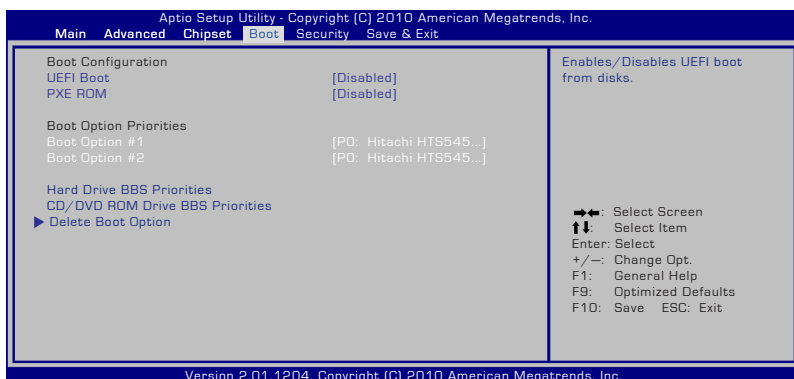 Aptio Setup Utility - Copyright (C) 2010 American Megatrends, Inc.
Main Advanced Chipset Boot Security Save & Exit
Boot Configuration
UEFI Boot [Disabled]
PXE ROM [Disabled]
Boot Option Priorities
Boot Option #1 [P0: Hitachi HTS545...]
Boot Option #2 [P0: Hitachi HTS545...]
Hard Drive BBS Priorities
CD/DVD ROM Drive BBS Priorities
▶ Delete Boot Option
Enables/Disables UEFI boot
from disks.
→←: Select Screen
↑↓: Select Item
Enter: Select
+/—: Change Opt.
F1: General Help
F9: Optimized Defaults
F10: Save ESC: Exit
Version 2.01.1204. Copyright (C) 2010 American Megatrends, Inc.